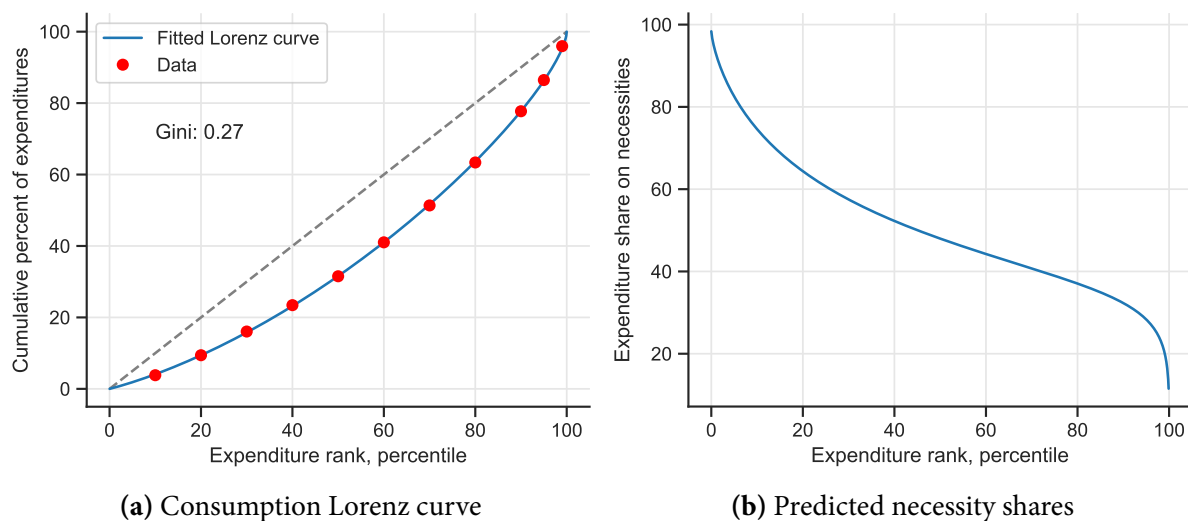 100
80
60
40
20
0
Cumulative percent of expenditures
Fitted Lorenz curve
Data
Gini: 0.27
0 20 40 60 80 100
Expenditure rank, percentile
(a) Consumption Lorenz curve
100
80
60
40
20
Expenditure share on necessities
0 20 40 60 80 100
Expenditure rank, percentile
(b) Predicted necessity shares